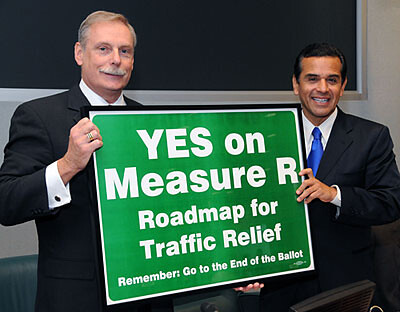 YES on
Measure R
Roadmap for
Traffic Relief
Remember: Go to the End of the Ballot